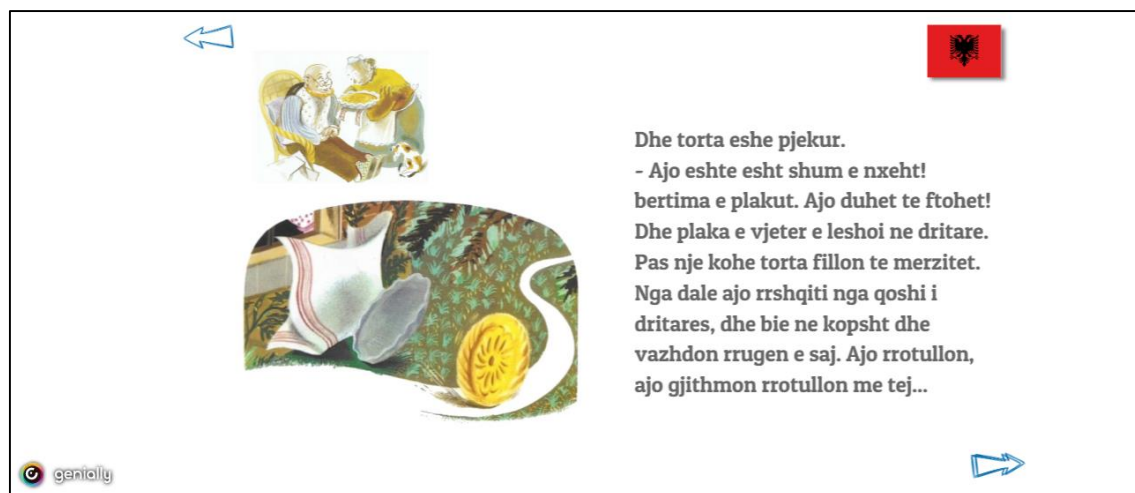 Dhe torta eshe pjekur.
- Ajo eshte esht shum e nxeht!
bertima e plakut. Ajo duhet te ftohet!
Dhe plaka e vjeter e leshoi ne dritare.
Pas nje kohe torta fillon te merzitet.
Nga dale ajo rrshqiti nga qoshi i
dritares, dhe bie ne kopsht dhe
vazhdon rrugen e saj. Ajo rrotullon,
ajo gjithmon rrotullon me tej...
genially